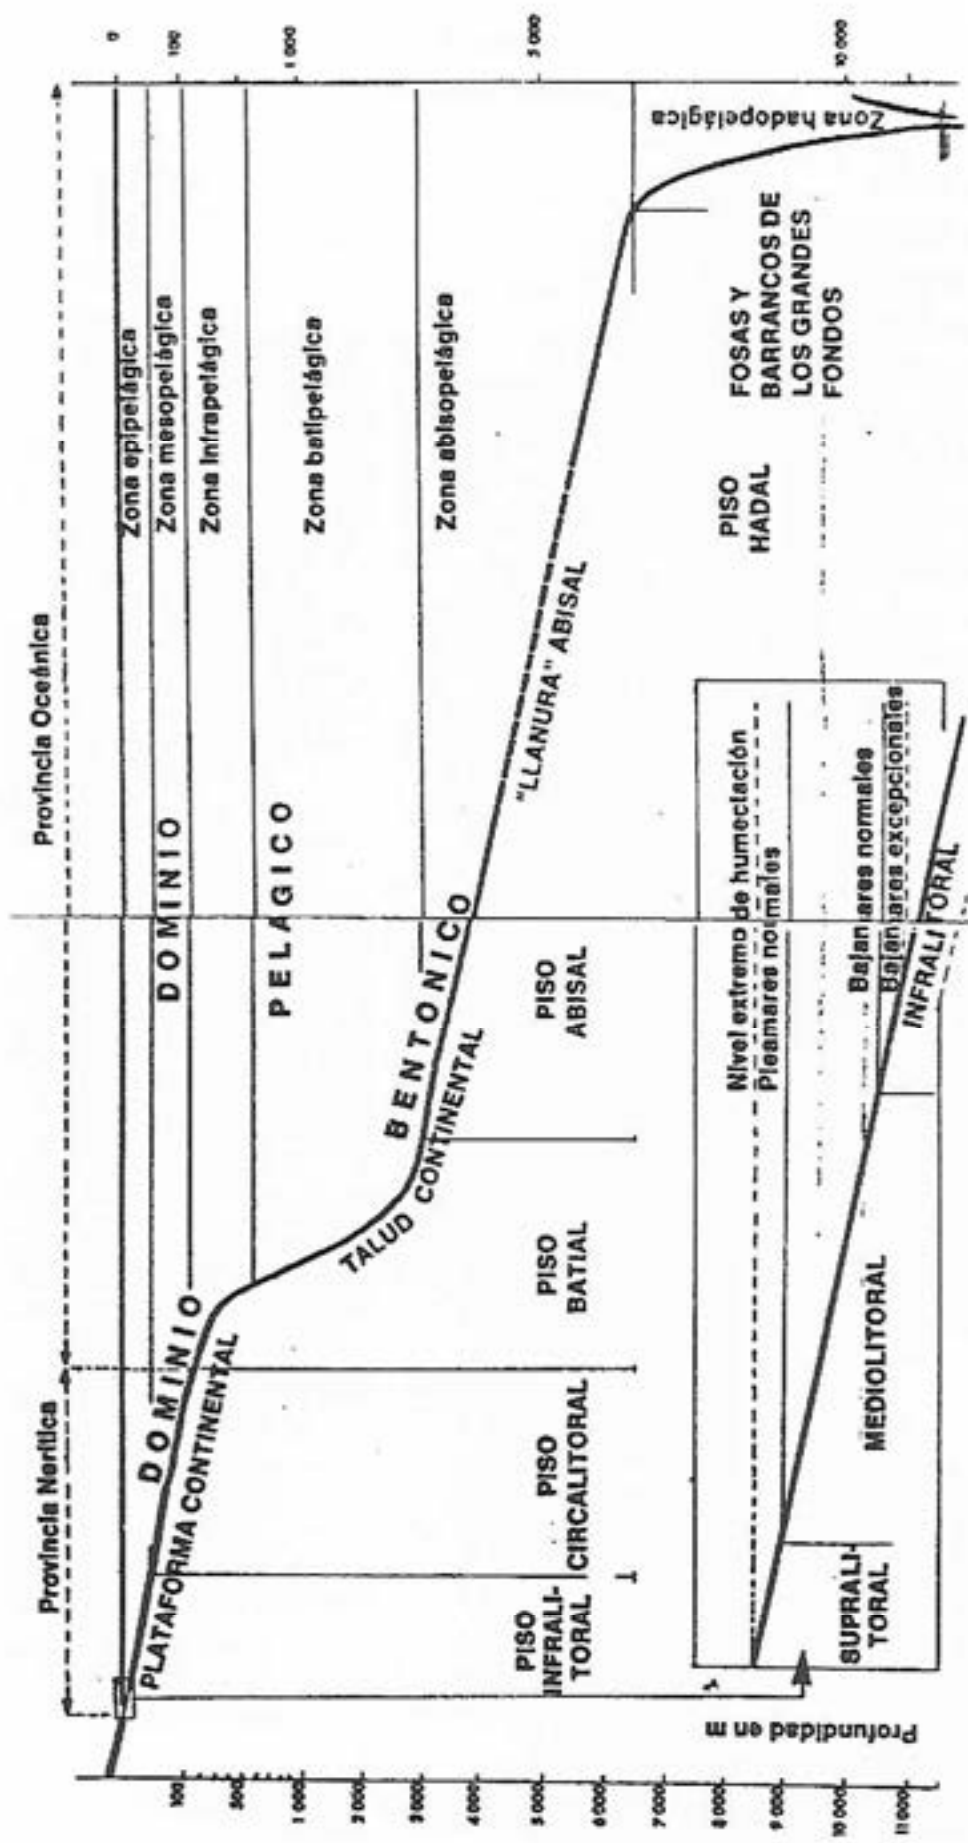 Provincia Nerítica
Provincia Oceánica
Zona epipelágica
Zona mesopelágica
Zona Infrapelágica
Zona batipelágica
Zona abisopelágica
Zona hadopelágica
DOMINIO
PELAGICO
DOMINIO
BENTONICO
PLATAFORMA CONTINENTAL
TALUD CONTINENTAL
"LLANURA" ABISAL
PISO
INFRALI-
TORAL
PISO
CIRCALITORAL
PISO
BATIAL
PISO
ABISAL
PISO
HADAL
FOSAS Y
BARRANCOS DE
LOS GRANDES
FONDOS
Nivel extremo de humectación
Pleamares normales
Bajamares normales
Bajamares excepcionales
SUPRALI-
TORAL
MEDIOLITORAL
INFRALITORAL
Profundidad en m
100
500
1 000
3 000
4 000
5 000
6 000
7 000
8 000
9 000
10 000
11 000
0
100
1 000
5 000
10 000